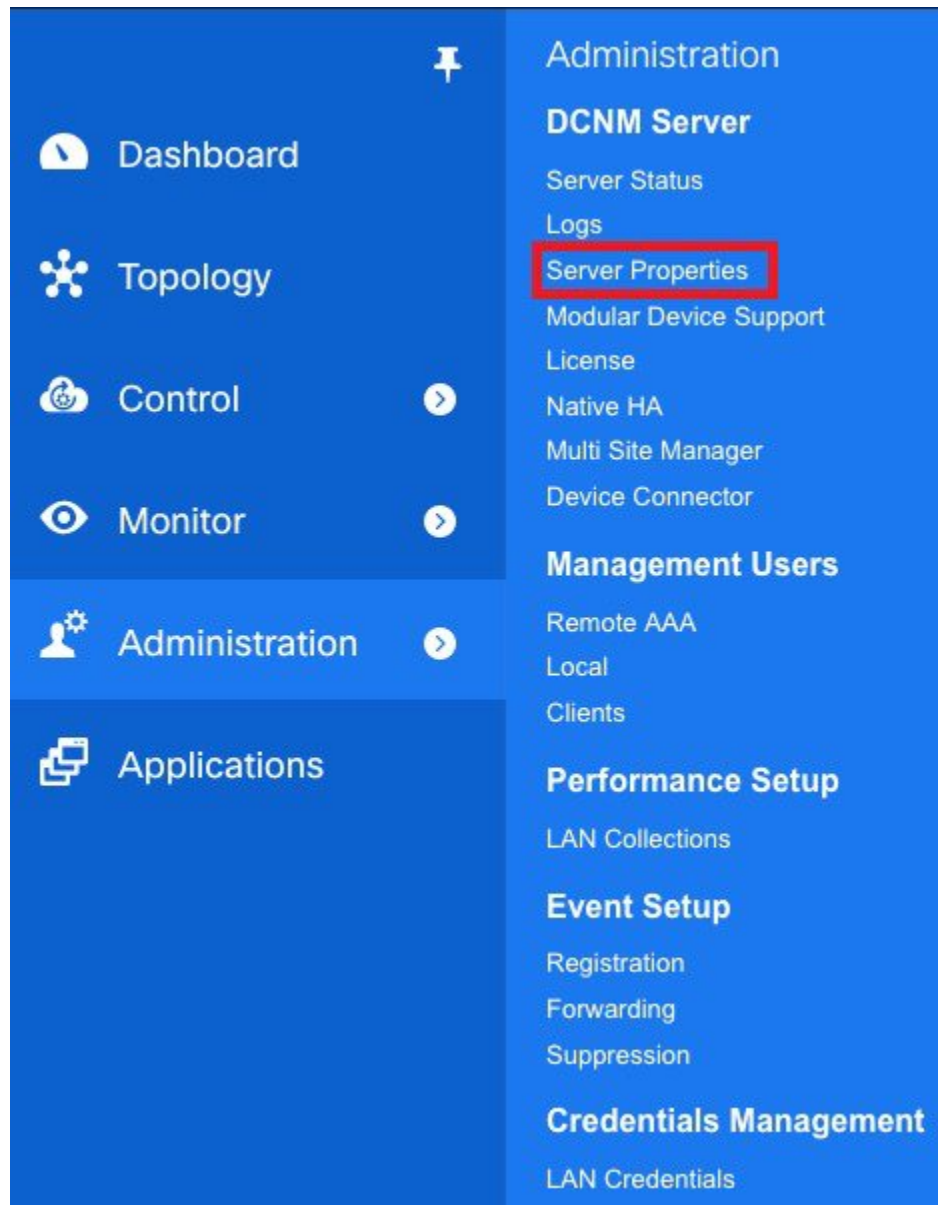 Dashboard
Topology
Control
Monitor
Administration
Applications
Administration
DCNM Server
Server Status
Logs
Server Properties
Modular Device Support
License
Native HA
Multi Site Manager
Device Connector
Management Users
Remote AAA
Local
Clients
Performance Setup
LAN Collections
Event Setup
Registration
Forwarding
Suppression
Credentials Management
LAN Credentials